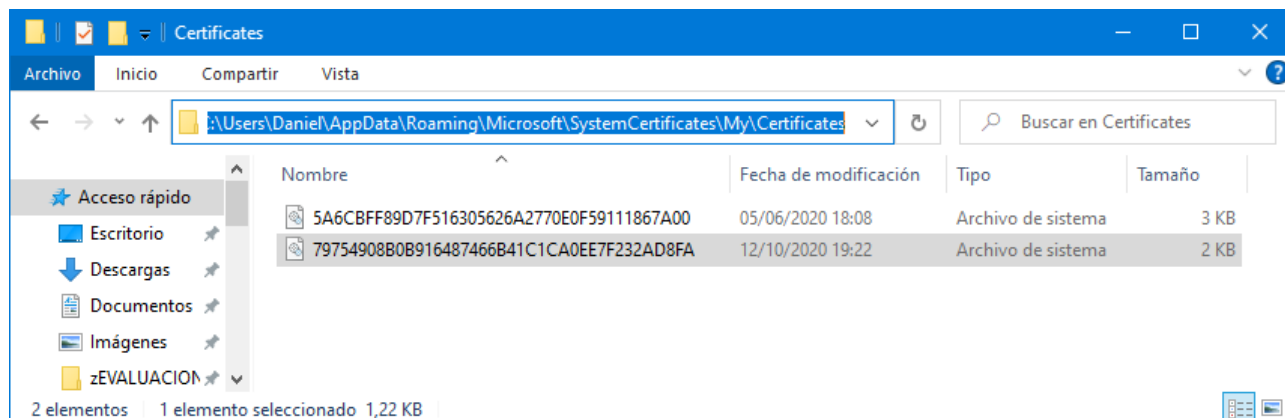 Certificates
Archivo Inicio Compartir Vista
:\Users\Daniel\AppData\Roaming\Microsoft\SystemCertificates\My\Certificates Buscar en Certificates
Nombre Fecha de modificación Tipo Tamaño
Acceso rápido
5A6CBFF89D7F516305626A2770E0F59111867A00 05/06/2020 18:08 Archivo de sistema 3 KB
Escritorio
79754908B0B916487466B41C1CA0EE7F232AD8FA 12/10/2020 19:22 Archivo de sistema 2 KB
Descargas
Documentos
Imágenes
zEVALUACION
2 elementos 1 elemento seleccionado 1,22 KB